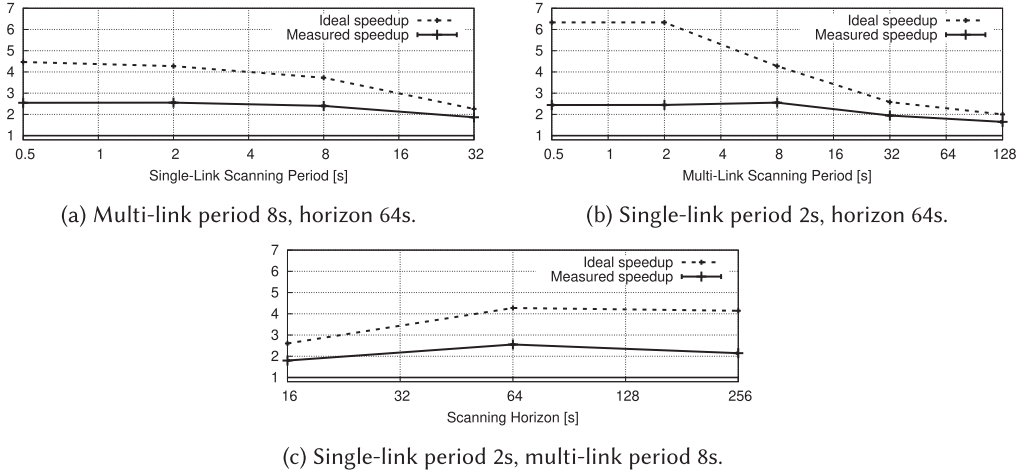 7
6
5
4
3
2
1
Ideal speedup
Measured speedup
0.5 1 2 4 8 16 32
Single-Link Scanning Period [s]
(a) Multi-link period 8s, horizon 64s.
7
6
5
4
3
2
1
Ideal speedup
Measured speedup
0.5 1 2 4 8 16 32 64 128
Multi-Link Scanning Period [s]
(b) Single-link period 2s, horizon 64s.
7
6
5
4
3
2
1
Ideal speedup
Measured speedup
16 32 64 128 256
Scanning Horizon [s]
(c) Single-link period 2s, multi-link period 8s.